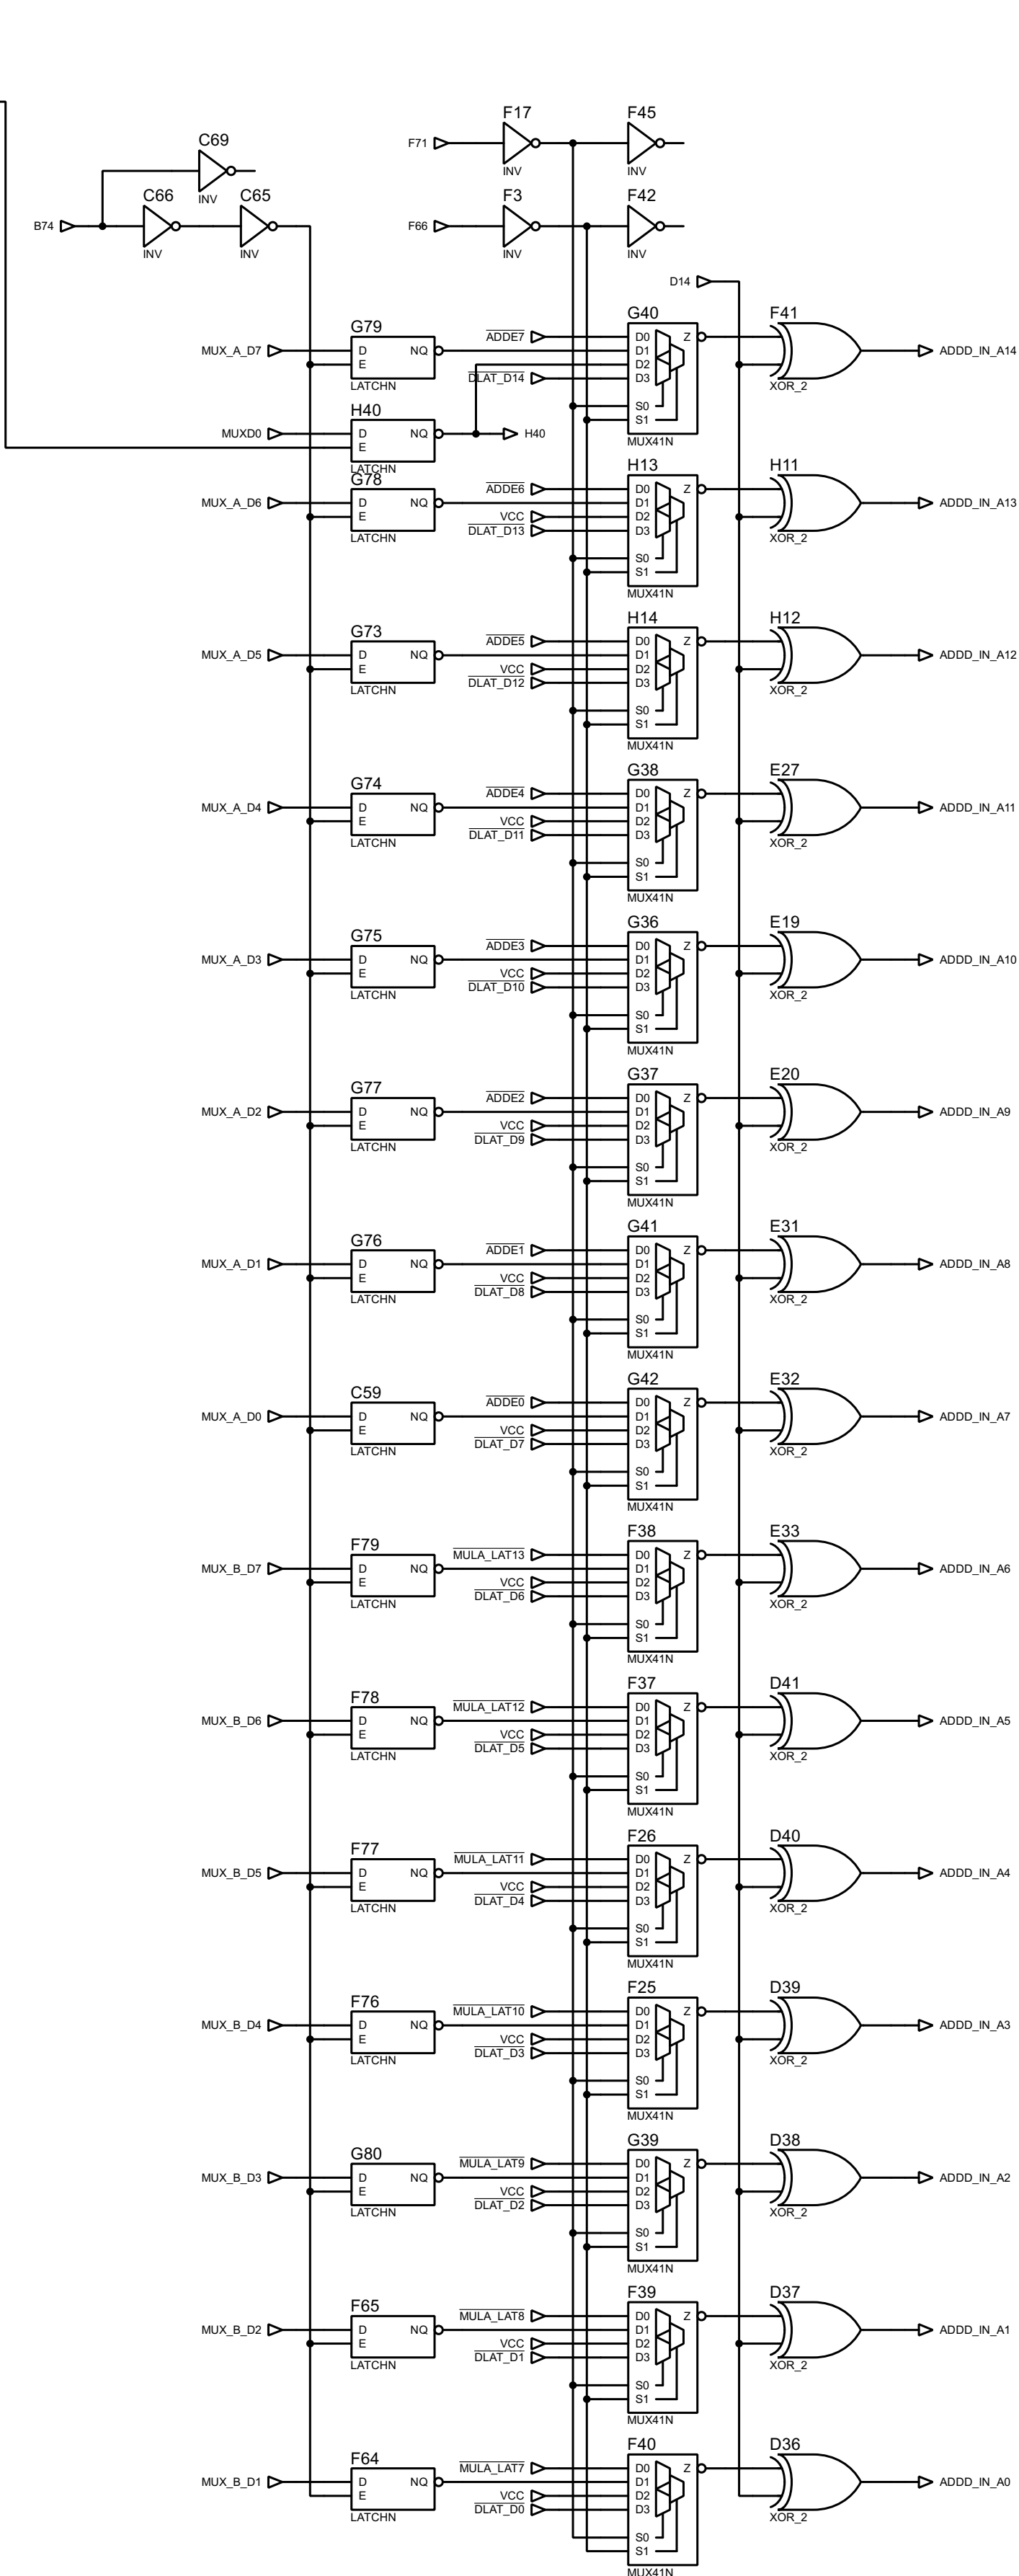 F17 F45
F71
INV INV
C69
INV
C66 C65 F3 F42
B74 F66
INV INV INV INV
D14
G40 F41
G79 ADDE7 D0 Z
MUX_A_D7 D NQ D1 ADDD_IN_A14
E D2
LATCHN DLAT_D14 D3 XOR_2
H40 S0
S1
MUXD0 D NQ H40 MUX41N
E
LATCHN
G78 H13 H11
ADDE6 D0 Z
MUX_A_D6 D NQ D1 ADDD_IN_A13
E VCC D2
LATCHN DLAT_D13 D3 XOR_2
S0
S1
MUX41N
H14 H12
G73 ADDE5 D0 Z
MUX_A_D5 D NQ D1 ADDD_IN_A12
E VCC D2
LATCHN DLAT_D12 D3 XOR_2
S0
S1
MUX41N
G38 E27
G74 ADDE4 D0 Z
MUX_A_D4 D NQ D1 ADDD_IN_A11
E VCC D2
LATCHN DLAT_D11 D3 XOR_2
S0
S1
MUX41N
G36 E19
G75 ADDE3 D0 Z
MUX_A_D3 D NQ D1 ADDD_IN_A10
E VCC D2
LATCHN DLAT_D10 D3 XOR_2
S0
S1
MUX41N
G37 E20
G77 ADDE2 D0 Z
MUX_A_D2 D NQ D1 ADDD_IN_A9
E VCC D2
LATCHN DLAT_D9 D3 XOR_2
S0
S1
MUX41N
G41 E31
G76 ADDE1 D0 Z
MUX_A_D1 D NQ D1 ADDD_IN_A8
E VCC D2
LATCHN DLAT_D8 D3 XOR_2
S0
S1
MUX41N
G42 E32
C59 ADDE0 D0 Z
MUX_A_D0 D NQ D1 ADDD_IN_A7
E VCC D2
LATCHN DLAT_D7 D3 XOR_2
S0
S1
MUX41N
F38 E33
F79 MULA_LAT13 D0 Z
MUX_B_D7 D NQ D1 ADDD_IN_A6
E VCC D2
LATCHN DLAT_D6 D3 XOR_2
S0
S1
MUX41N
F37 D41
F78 MULA_LAT12 D0 Z
MUX_B_D6 D NQ D1 ADDD_IN_A5
E VCC D2
LATCHN DLAT_D5 D3 XOR_2
S0
S1
MUX41N
F26 D40
F77 MULA_LAT11 D0 Z
MUX_B_D5 D NQ D1 ADDD_IN_A4
E VCC D2
LATCHN DLAT_D4 D3 XOR_2
S0
S1
MUX41N
F25 D39
F76 MULA_LAT10 D0 Z
MUX_B_D4 D NQ D1 ADDD_IN_A3
E VCC D2
LATCHN DLAT_D3 D3 XOR_2
S0
S1
MUX41N
G39 D38
G80 MULA_LAT9 D0 Z
MUX_B_D3 D NQ D1 ADDD_IN_A2
E VCC D2
LATCHN DLAT_D2 D3 XOR_2
S0
S1
MUX41N
F39 D37
F65 MULA_LAT8 D0 Z
MUX_B_D2 D NQ D1 ADDD_IN_A1
E VCC D2
LATCHN DLAT_D1 D3 XOR_2
S0
S1
MUX41N
F40 D36
F64 MULA_LAT7 D0 Z
MUX_B_D1 D NQ D1 ADDD_IN_A0
E VCC D2
LATCHN DLAT_D0 D3 XOR_2
S0
S1
MUX41N